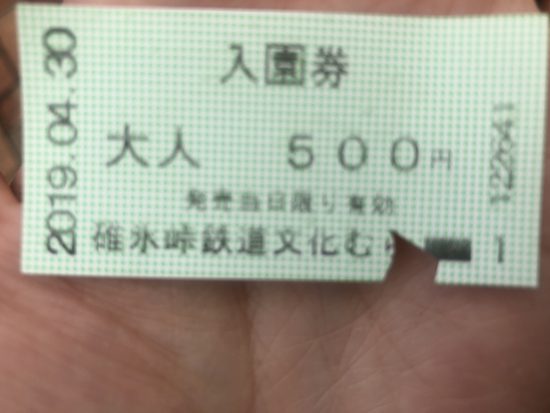 2019.04.30
入園券
大人 500円
発売当日限り有効
碓氷峠鉄道文化むら
122641
1